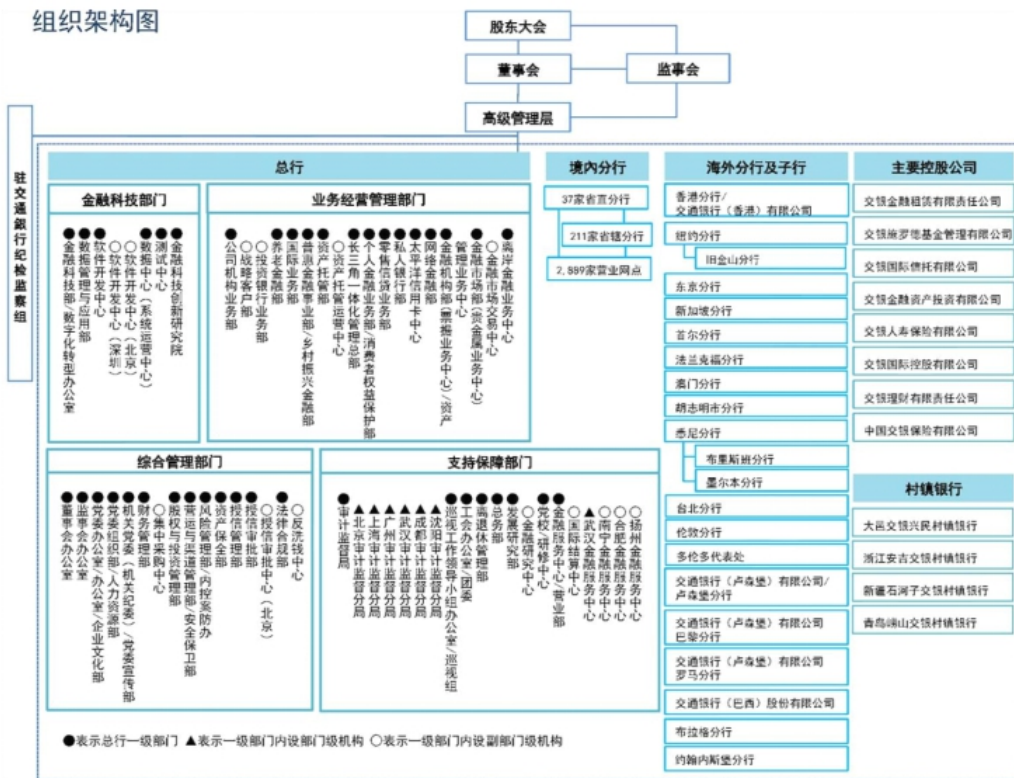 组织架构图
股东大会
董事会
监事会
高级管理层
驻交通银行纪检监察组
总行
金融科技部门
●金融科技部/数字化转型办公室
●数据管理与应用部
●软件开发中心
○软件开发中心（深圳）
○软件开发中心（北京）
●数据中心（系统运营中心）
●测试中心
●金融科技创新研究院
业务经营管理部门
●公司机构业务部
○战略客户部
○投资银行业务部
●养老金融部
●国际业务部
●普惠金融事业部/乡村振兴金融部
●资产托管部
○资产托管运营中心
●长三角一体化管理总部
●个人金融业务部/消费者权益保护部
●零售信贷业务部
●私人银行部
●太平洋信用卡中心
●网络金融部
●金融机构部（票据业务中心）/资产
管理业务中心
●金融市场部（贵金属业务中心）
○金融市场交易中心
●离岸金融业务中心
综合管理部门
●董事会办公室
●监事会办公室
●党委办公室/办公室/企业文化部
●党委组织部/人力资源部
●机关党委（机关纪委）/党委宣传部
●财务管理部
○集中采购中心
●股权与投资管理部
●营运与渠道管理部/安全保卫部
●风险管理部/内控案防办
●资产保全部
●授信管理部
●授信审批部
○授信审批中心（北京）
●法律合规部
○反洗钱中心
支持保障部门
●审计监督局
▲北京审计监督分局
▲上海审计监督分局
▲广州审计监督分局
▲武汉审计监督分局
▲成都审计监督分局
▲沈阳审计监督分局
●巡视工作领导小组办公室/巡视组
●工会办公室/团委
●离退休管理部
●总务部
●发展研究部
○金融研究中心
●党校/研修中心
●金融服务中心/营业部
○国际结算中心
▲武汉金融服务中心
○南宁金融服务中心
○合肥金融服务中心
○扬州金融服务中心
境内分行
37家省直分行
211家省辖分行
2,889家营业网点
海外分行及子行
香港分行/
交通银行（香港）有限公司
纽约分行
旧金山分行
东京分行
新加坡分行
首尔分行
法兰克福分行
澳门分行
胡志明市分行
悉尼分行
布里斯班分行
墨尔本分行
台北分行
伦敦分行
多伦多代表处
交通银行（卢森堡）有限公司/
卢森堡分行
交通银行（卢森堡）有限公司
巴黎分行
交通银行（卢森堡）有限公司
罗马分行
交通银行（巴西）股份有限公司
布拉格分行
约翰内斯堡分行
主要控股公司
交银金融租赁有限责任公司
交银施罗德基金管理有限公司
交银国际信托有限公司
交银金融资产投资有限公司
交银人寿保险有限公司
交银国际控股有限公司
交银理财有限责任公司
中国交银保险有限公司
村镇银行
大邑交银兴民村镇银行
浙江安吉交银村镇银行
新疆石河子交银村镇银行
青岛崂山交银村镇银行
●表示总行一级部门 ▲表示一级部门内设部门级机构 ○表示一级部门内设副部门级机构